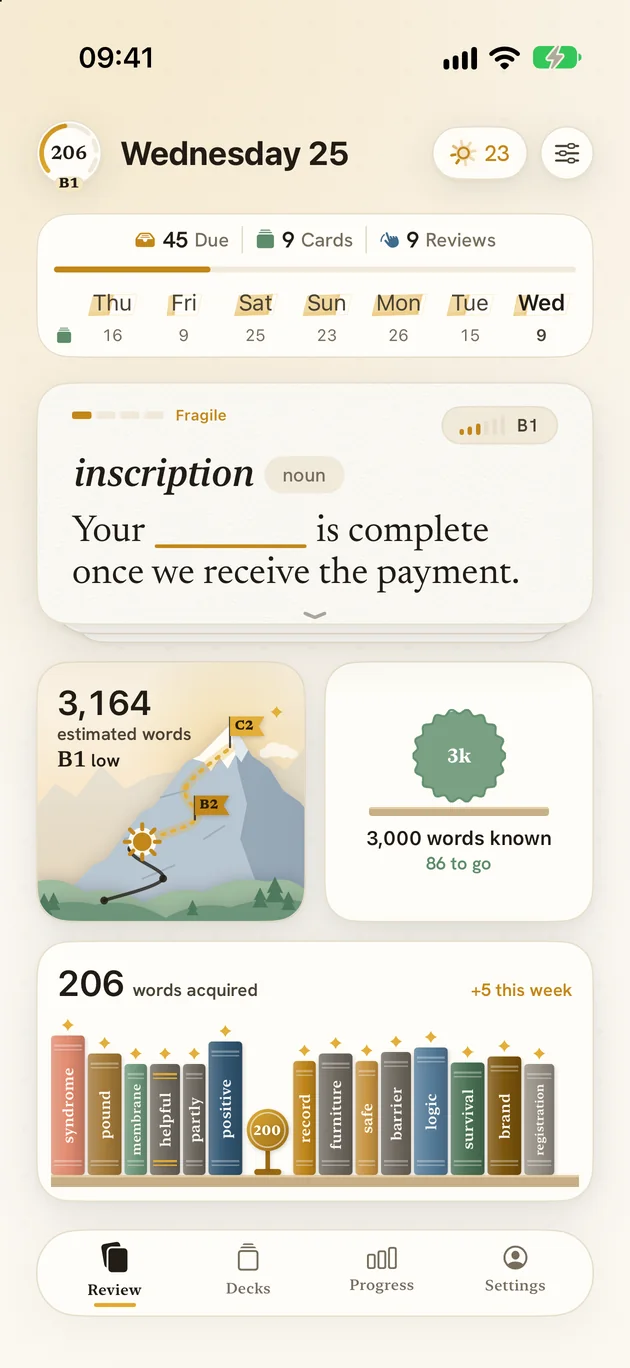 09:41
206
B1
Wednesday 25
23
45 Due
9 Cards
9 Reviews
Thu Fri Sat Sun Mon Tue Wed
16 9 25 23 26 15 9
Fragile
B1
inscription noun
Your ________ is complete
once we receive the payment.
3,164
estimated words
B1 low
C2
B2
3k
3,000 words known
86 to go
206 words acquired
+5 this week
syndrome
pound
membrane
helpful
partly
positive
200
record
furniture
safe
barrier
logic
survival
brand
registration
Review Decks Progress Settings